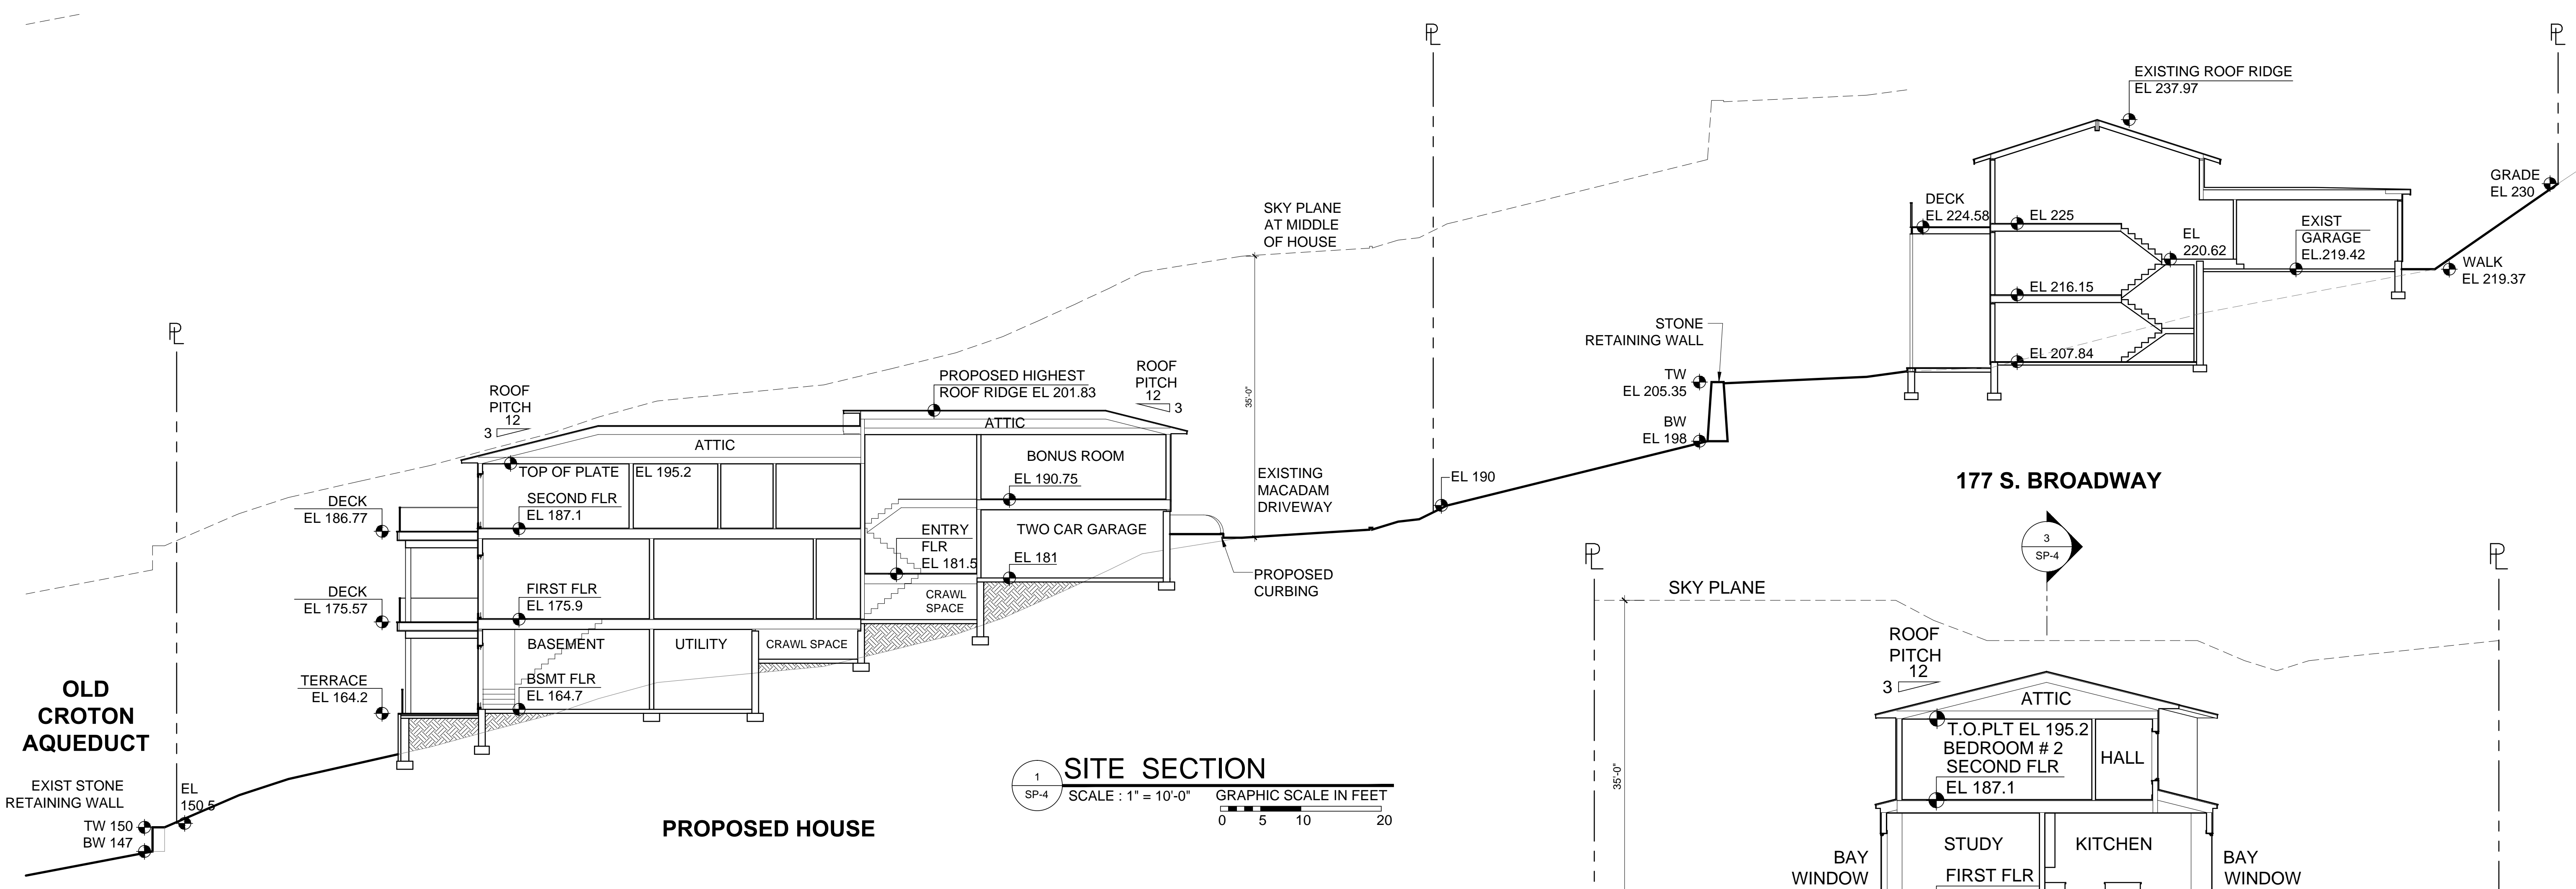 PL
PL
EXISTING ROOF RIDGE
EL 237.97
GRADE
EL 230
DECK
EL 224.58
EL 225
EL
220.62
EXIST
GARAGE
EL.219.42
WALK
EL 219.37
EL 216.15
EL 207.84
SKY PLANE
AT MIDDLE
OF HOUSE
35'-0"
STONE
RETAINING WALL
TW
EL 205.35
BW
EL 198
177 S. BROADWAY
PL
ROOF
PITCH
12
3
PROPOSED HIGHEST
ROOF RIDGE EL 201.83
ROOF
PITCH
12
3
ATTIC
ATTIC
BONUS ROOM
EL 190.75
TOP OF PLATE
EL 195.2
SECOND FLR
EL 187.1
DECK
EL 186.77
ENTRY
FLR
EL 181.5
TWO CAR GARAGE
EL 181
EXISTING
MACADAM
DRIVEWAY
EL 190
PROPOSED
CURBING
CRAWL
SPACE
DECK
EL 175.57
FIRST FLR
EL 175.9
BASEMENT
UTILITY
CRAWL SPACE
TERRACE
EL 164.2
BSMT FLR
EL 164.7
OLD
CROTON
AQUEDUCT
EXIST STONE
RETAINING WALL
TW 150
BW 147
EL
150.5
PROPOSED HOUSE
1
SP-4
SITE SECTION
SCALE : 1" = 10'-0"
GRAPHIC SCALE IN FEET
0 5 10 20
3
SP-4
PL
PL
SKY PLANE
35'-0"
ROOF
PITCH
12
3
ATTIC
T.O.PLT EL 195.2
BEDROOM # 2
SECOND FLR
EL 187.1
HALL
STUDY
KITCHEN
FIRST FLR
BAY
WINDOW
BAY
WINDOW